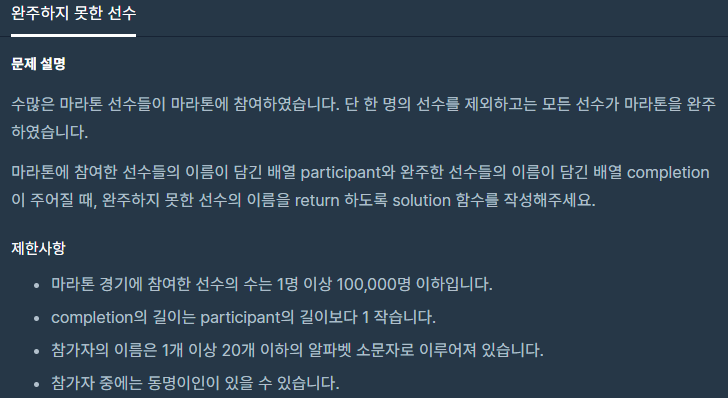 완주하지 못한 선수
문제 설명
수많은 마라톤 선수들이 마라톤에 참여하였습니다. 단 한 명의 선수를 제외하고는 모든 선수가 마라톤을 완주
하였습니다.
마라톤에 참여한 선수들의 이름이 담긴 배열 participant와 완주한 선수들의 이름이 담긴 배열 completion
이 주어질 때, 완주하지 못한 선수의 이름을 return 하도록 solution 함수를 작성해주세요.
제한사항
• 마라톤 경기에 참여한 선수의 수는 1명 이상 100,000명 이하입니다.
• completion의 길이는 participant의 길이보다 1 작습니다.
• 참가자의 이름은 1개 이상 20개 이하의 알파벳 소문자로 이루어져 있습니다.
• 참가자 중에는 동명이인이 있을 수 있습니다.